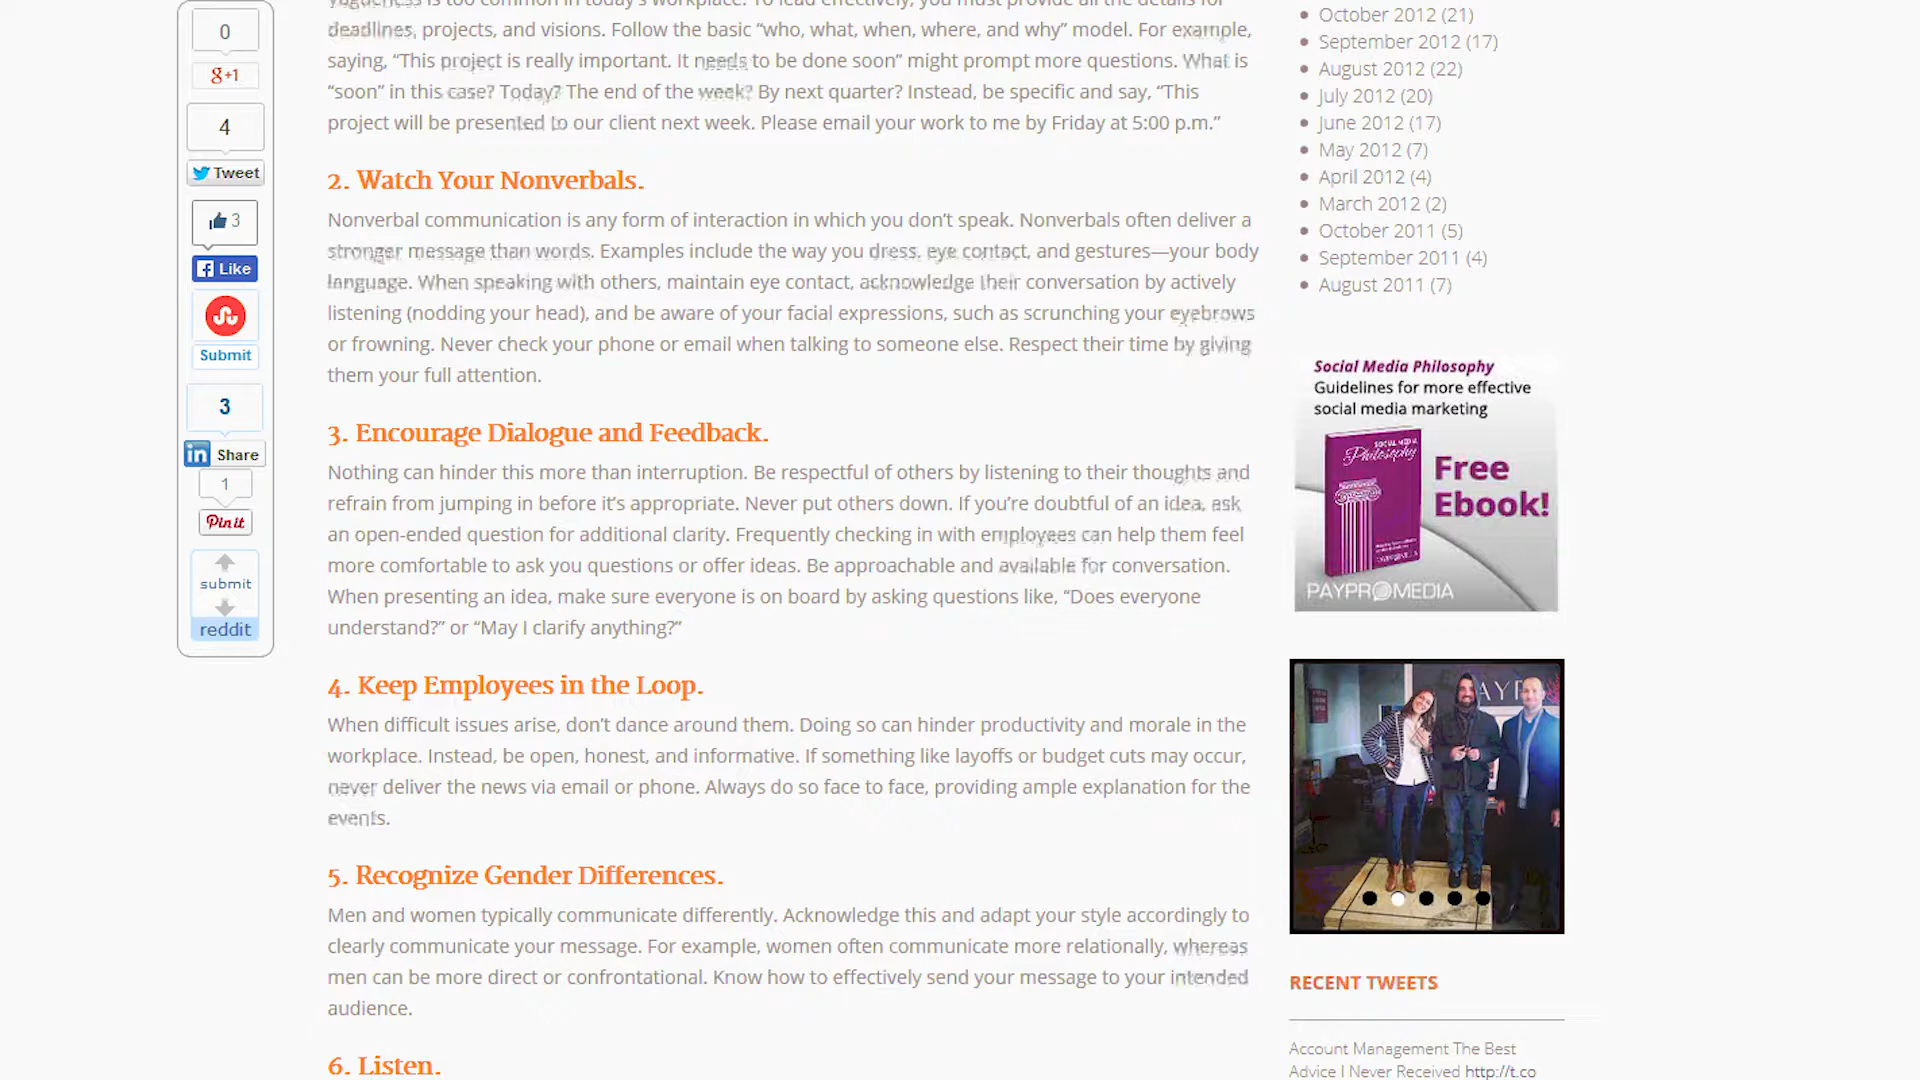 Vagueness is too common in today's workplace. To lead effectively, you must provide all the details for
deadlines, projects, and visions. Follow the basic “who, what, when, where, and why” model. For example,
saying, “This project is really important. It needs to be done soon” might prompt more questions. What is
“soon” in this case? Today? The end of the week? By next quarter? Instead, be specific and say, “This
project will be presented to our client next week. Please email your work to me by Friday at 5:00 p.m.”
2. Watch Your Nonverbals.
Nonverbal communication is any form of interaction in which you don’t speak. Nonverbals often deliver a
stronger message than words. Examples include the way you dress, eye contact, and gestures—your body
language. When speaking with others, maintain eye contact, acknowledge their conversation by actively
listening (nodding your head), and be aware of your facial expressions, such as scrunching your eyebrows
or frowning. Never check your phone or email when talking to someone else. Respect their time by giving
them your full attention.
3. Encourage Dialogue and Feedback.
Nothing can hinder this more than interruption. Be respectful of others by listening to their thoughts and
refrain from jumping in before it’s appropriate. Never put others down. If you’re doubtful of an idea, ask
an open-ended question for additional clarity. Frequently checking in with employees can help them feel
more comfortable to ask you questions or offer ideas. Be approachable and available for conversation.
When presenting an idea, make sure everyone is on board by asking questions like, “Does everyone
understand?” or “May I clarify anything?”
4. Keep Employees in the Loop.
When difficult issues arise, don’t dance around them. Doing so can hinder productivity and morale in the
workplace. Instead, be open, honest, and informative. If something like layoffs or budget cuts may occur,
never deliver the news via email or phone. Always do so face to face, providing ample explanation for the
events.
5. Recognize Gender Differences.
Men and women typically communicate differently. Acknowledge this and adapt your style accordingly to
clearly communicate your message. For example, women often communicate more relationally, whereas
men can be more direct or confrontational. Know how to effectively send your message to your intended
audience.
6. Listen.
0
g+1
4
Tweet
3
Like
Submit
3
in Share
1
Pin it
submit
reddit
October 2012 (21)
September 2012 (17)
August 2012 (22)
July 2012 (20)
June 2012 (17)
May 2012 (7)
April 2012 (4)
March 2012 (2)
October 2011 (5)
September 2011 (4)
August 2011 (7)
Social Media Philosophy
Guidelines for more effective
social media marketing
SOCIAL MEDIA
Philosophy
Free
Ebook!
PAYPROMEDIA
RECENT TWEETS
Account Management The Best
Advice I Never Received http://t.co